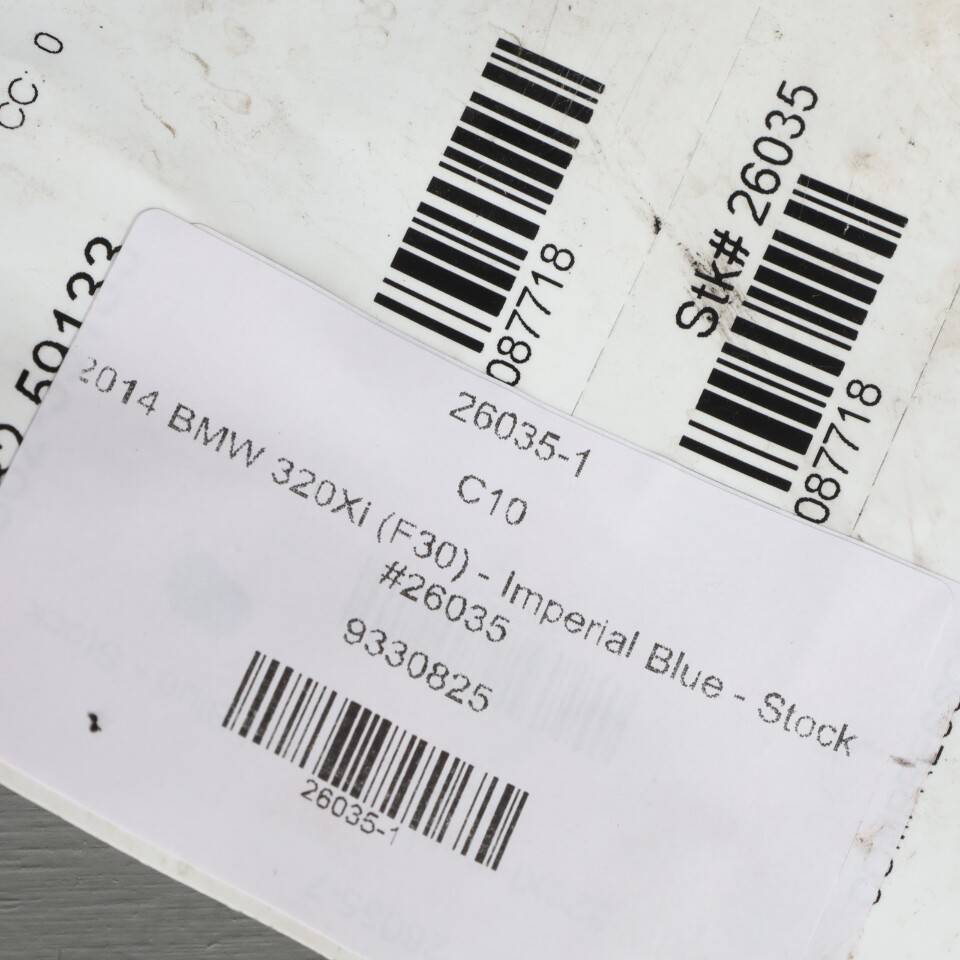 CC: 0
50133
087718
Stk# 26035
087718
26035-1
C10
2014 BMW 320Xi (F30) - Imperial Blue - Stock
#26035
9330825
26035-1